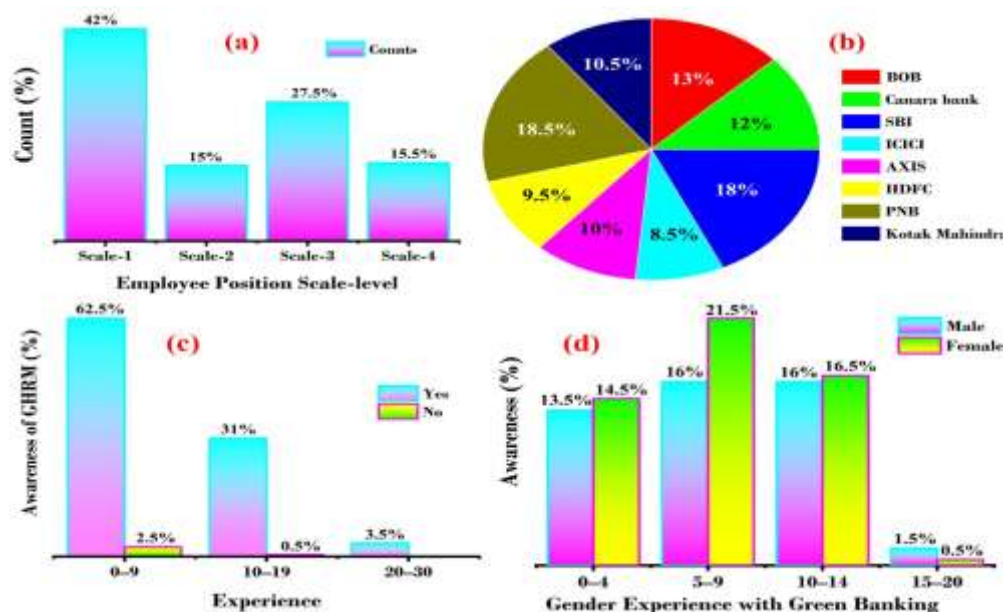 42%
(a)
Counts
27.5%
15%
15.5%
Count (%)
Scale-1 Scale-2 Scale-3 Scale-4
Employee Position Scale-level
(b)
10.5%
13%
18.5%
12%
9.5%
18%
10%
8.5%
BOB
Canara bank
SBI
ICICI
AXIS
HDFC
PNB
Kotak Mahindra
62.5%
(c)
Yes
No
31%
2.5%
0.5%
3.5%
Awareness of GHRM (%)
0–9 10–19 20–30
Experience
21.5%
(d)
Male
Female
13.5%
14.5%
16%
16%
16.5%
1.5%
0.5%
Awareness (%)
0–4 5–9 10–14 15–20
Gender Experience with Green Banking